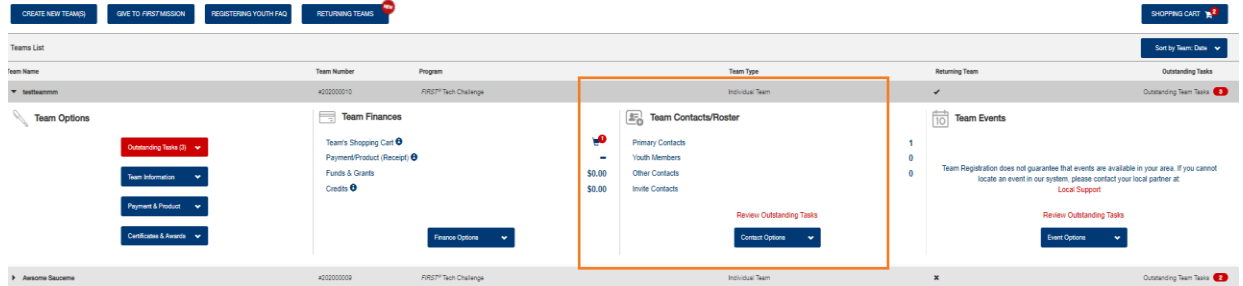 CREATE NEW TEAM(S) GIVE TO FIRST MISSION REGISTERING YOUTH FAQ RETURNING TEAMS NEW SHOPPING CART 2
Teams List Sort by Team: Date
Team Name Team Number Program Team Type Returning Team Outstanding Tasks
testteammm #202000010 FIRST® Tech Challenge Individual Team ✔ Outstanding Team Tasks 3
Team Options
Outstanding Tasks (3)
Team Information
Payment & Product
Certificates & Awards
Team Finances
Team's Shopping Cart 1
Payment/Product (Receipt) –
Funds & Grants $0.00
Credits $0.00
Finance Options
Team Contacts/Roster
Primary Contacts 1
Youth Members 0
Other Contacts 0
Invite Contacts
Review Outstanding Tasks
Contact Options
10 Team Events
Team Registration does not guarantee that events are available in your area. If you cannot
locate an event in our system, please contact your local partner at:
Local Support
Review Outstanding Tasks
Event Options
Awsome Sauceme #202000009 FIRST® Tech Challenge Individual Team ✖ Outstanding Team Tasks 2